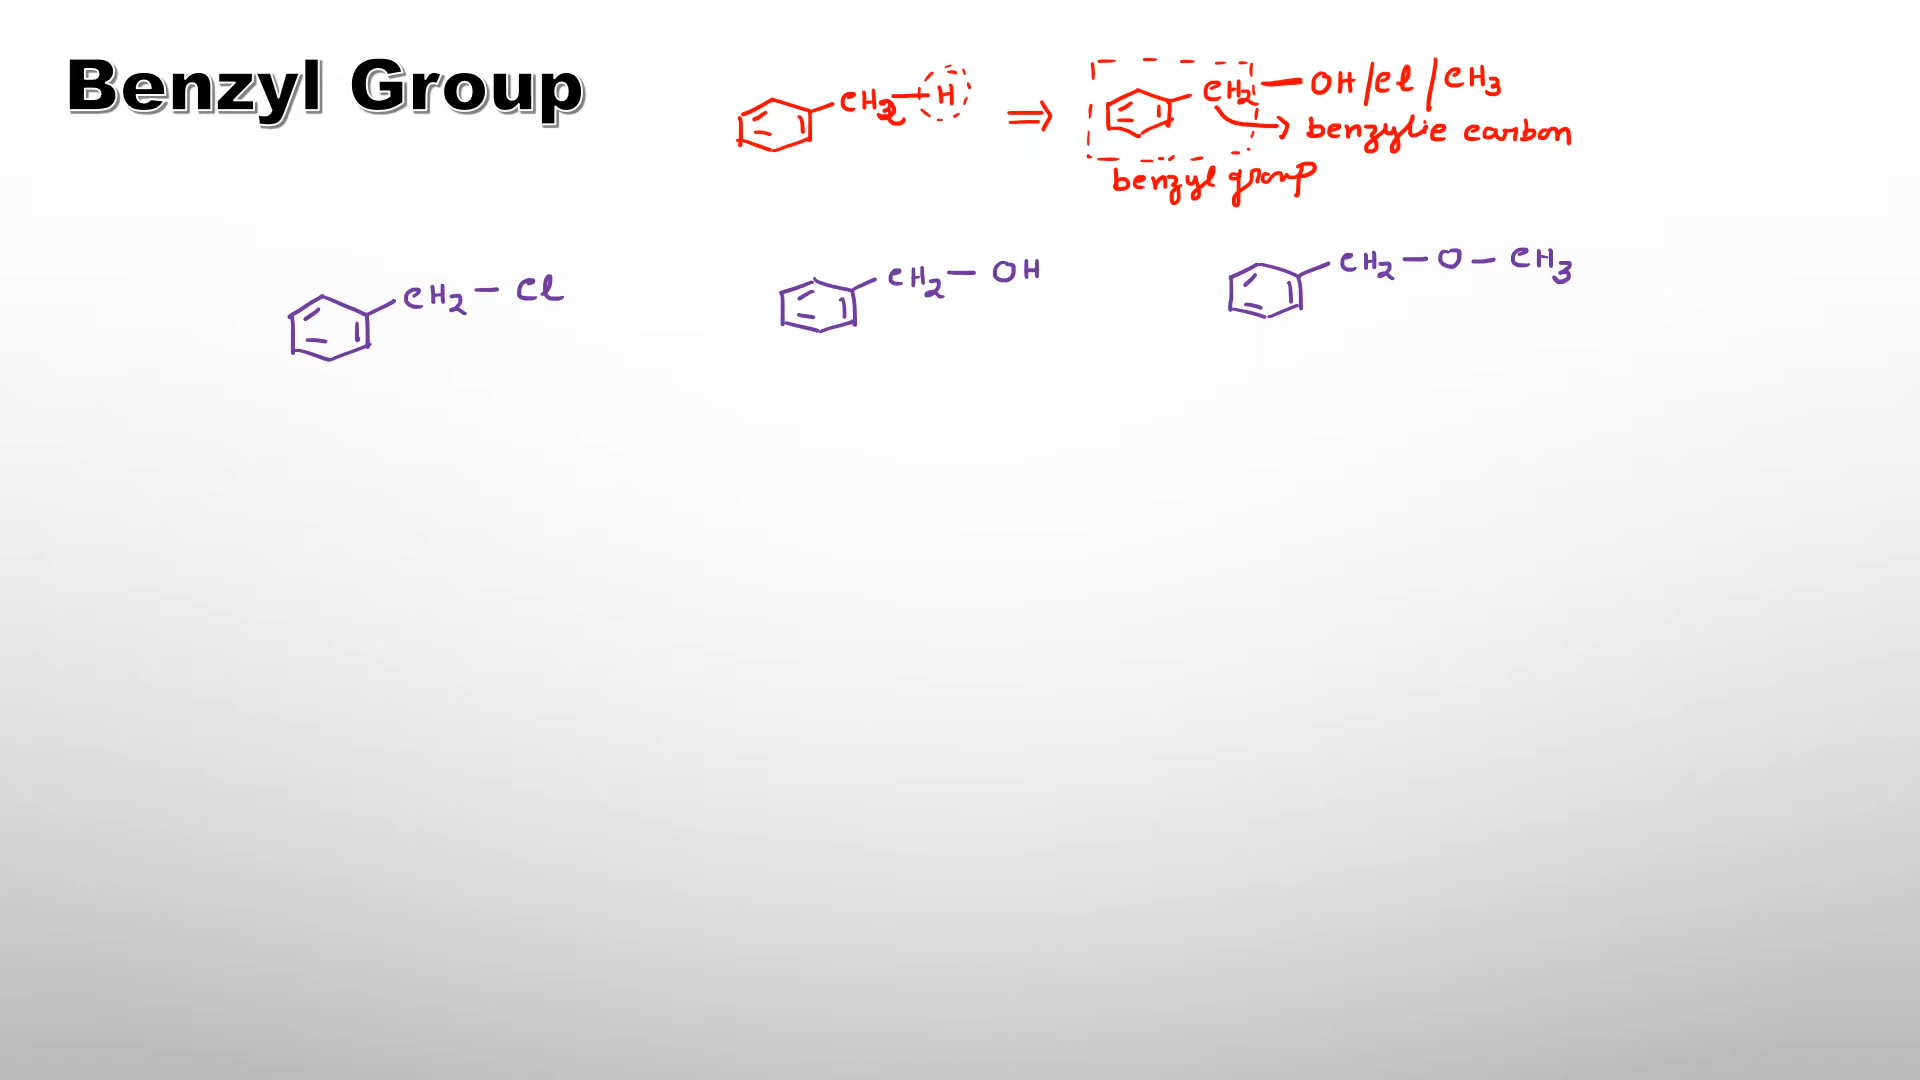 Benzyl Group
CH2—H ⇒ CH2—OH/Cl/CH3
benzylic carbon
benzyl group
CH2—Cl
CH2—OH
CH2—O—CH3